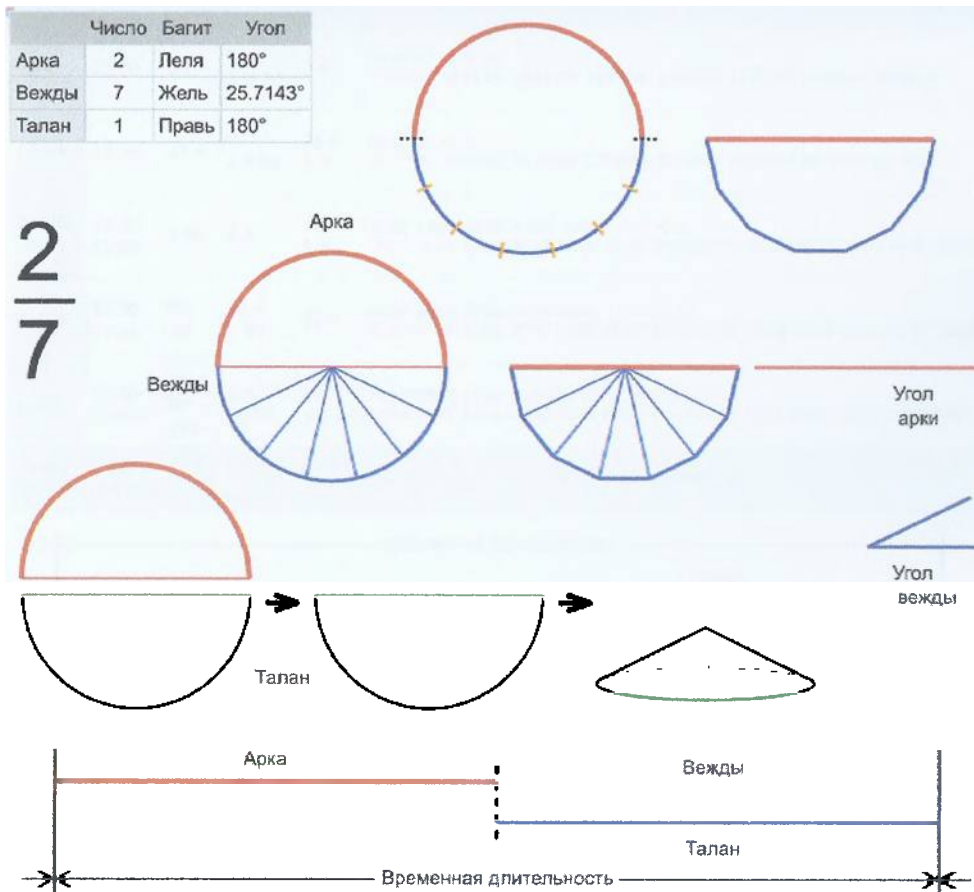 Число Багит Угол
Арка 2 Леля 180°
Вежды 7 Жель 25.7143°
Талан 1 Правь 180°
2
7
Арка
Вежды
Угол
арки
Угол
вежды
Талан
Арка
Вежды
Талан
Временная длительность